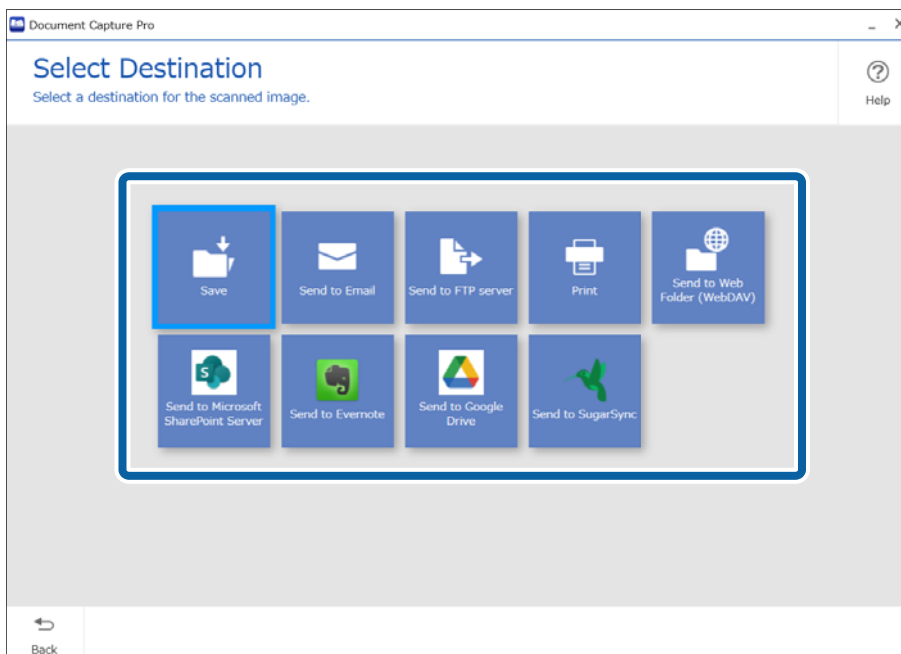 Document Capture Pro
Select Destination
Select a destination for the scanned image.
Help
Save
Send to Email
Send to FTP server
Print
Send to Web
Folder (WebDAV)
Send to Microsoft
SharePoint Server
Send to Evernote
Send to Google
Drive
Send to SugarSync
Back